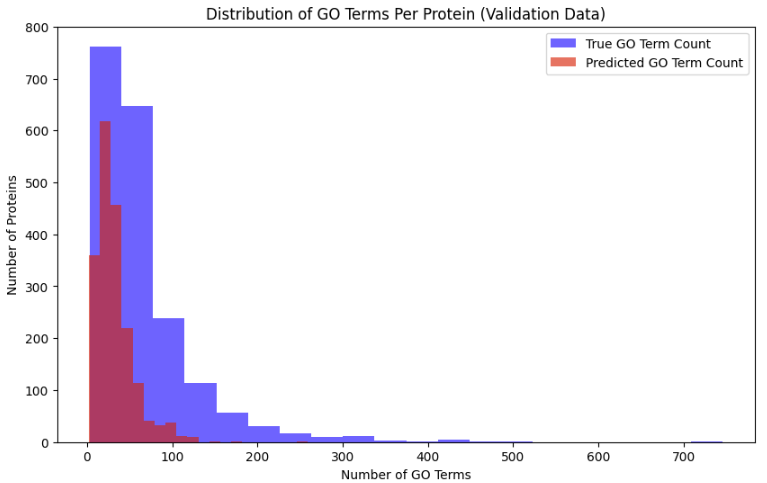 Distribution of GO Terms Per Protein (Validation Data)
True GO Term Count
Predicted GO Term Count
Number of Proteins
800
700
600
500
400
300
200
100
0
0 100 200 300 400 500 600 700
Number of GO Terms